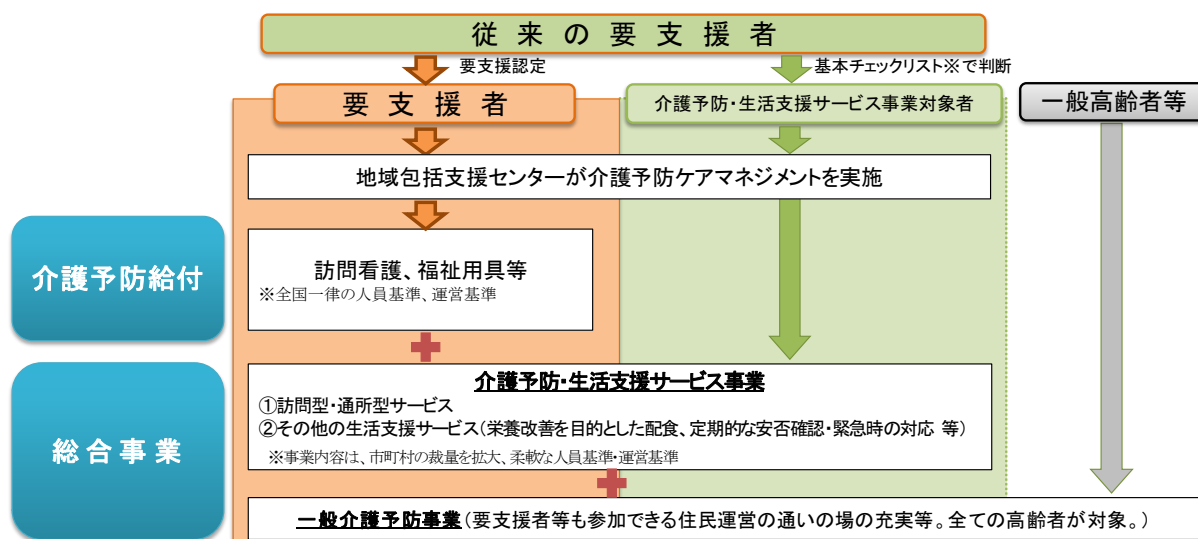 従来の要支援者
要支援認定
基本チェックリスト※で判断
要支援者
介護予防・生活支援サービス事業対象者
一般高齢者等
地域包括支援センターが介護予防ケアマネジメントを実施
介護予防給付
訪問看護、福祉用具等
※全国一律の人員基準、運営基準
総合事業
介護予防・生活支援サービス事業
①訪問型・通所型サービス
②その他の生活支援サービス(栄養改善を目的とした配食、定期的な安否確認・緊急時の対応 等)
※事業内容は、市町村の裁量を拡大、柔軟な人員基準・運営基準
一般介護予防事業(要支援者等も参加できる住民運営の通いの場の充実等。全ての高齢者が対象。)